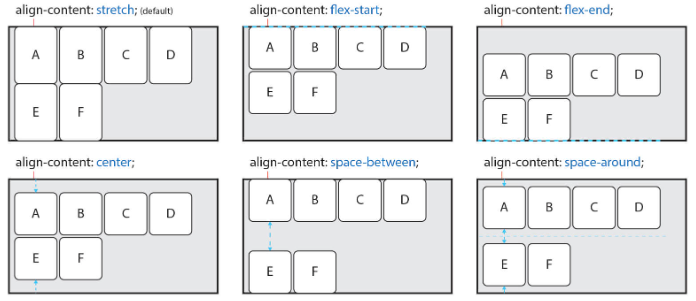 align-content: stretch; (default)
align-content: flex-start;
align-content: flex-end;
A B C D
E F
A B C D
E F
A B C D
E F
align-content: center;
align-content: space-between;
align-content: space-around;
A B C D
E F
A B C D
E F
A B C D
E F